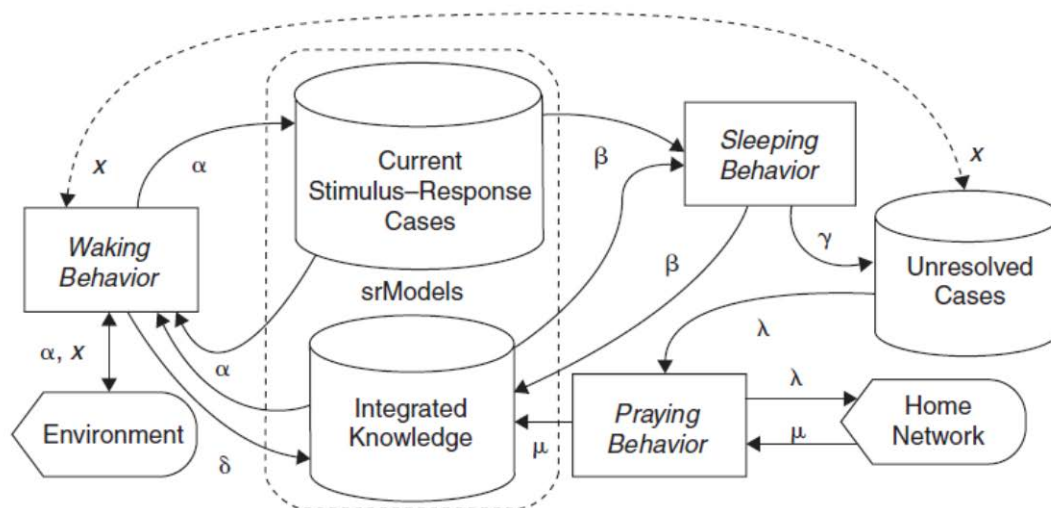 x
α
Current
Stimulus–Response
Cases
β
Sleeping
Behavior
x
Waking
Behavior
γ
Unresolved
Cases
srModels
β
λ
α, x
α
Environment
Integrated
Knowledge
δ
μ
Praying
Behavior
λ
μ
Home
Network